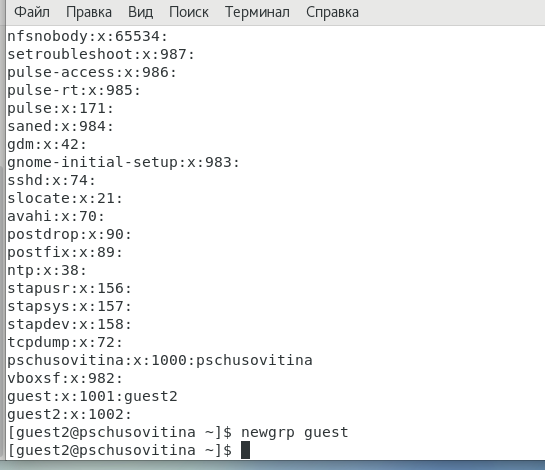 Файл Правка Вид Поиск Терминал Справка
nfsnobody:x:65534:
setroubleshoot:x:987:
pulse-access:x:986:
pulse-rt:x:985:
pulse:x:171:
saned:x:984:
gdm:x:42:
gnome-initial-setup:x:983:
sshd:x:74:
slocate:x:21:
avahi:x:70:
postdrop:x:90:
postfix:x:89:
ntp:x:38:
stapusr:x:156:
stapsys:x:157:
stapdev:x:158:
tcpdump:x:72:
pschusovitina:x:1000:pschusovitina
vboxsf:x:982:
guest:x:1001:guest2
guest2:x:1002:
[guest2@pschusovitina ~]$ newgrp guest
[guest2@pschusovitina ~]$